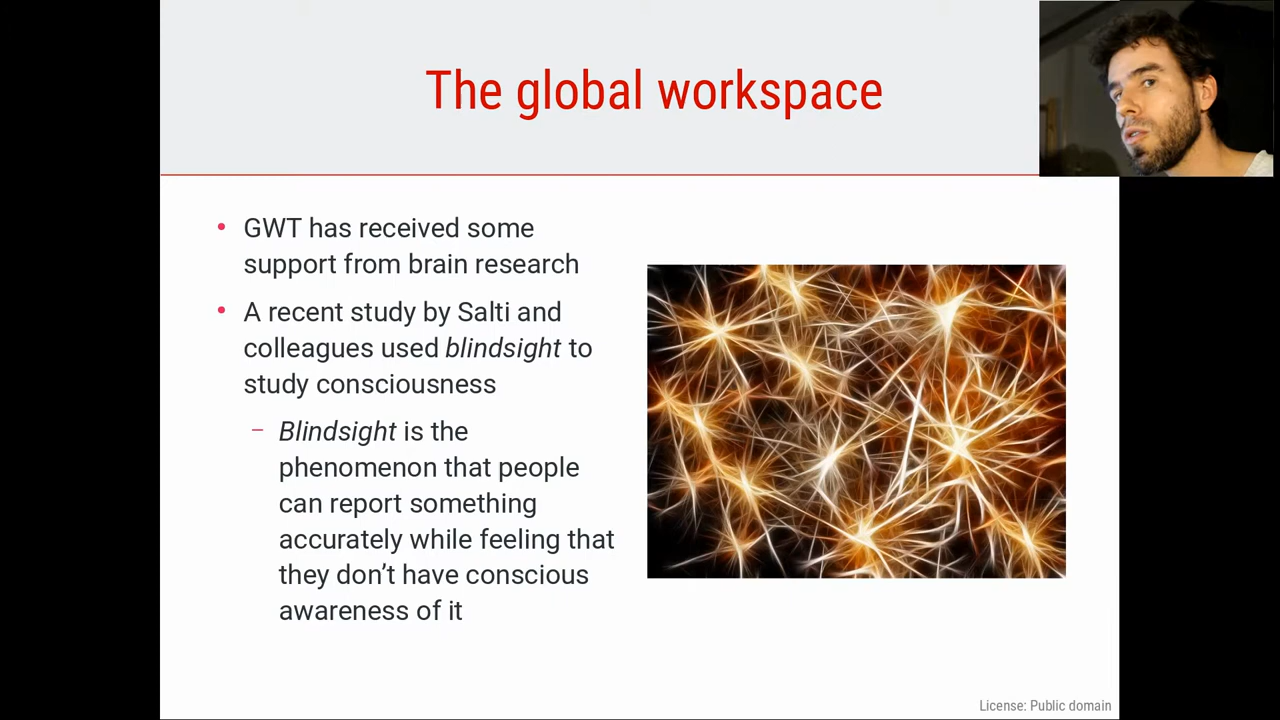 The global workspace
• GWT has received some
support from brain research
• A recent study by Salti and
colleagues used blindsight to
study consciousness
– Blindsight is the
phenomenon that people
can report something
accurately while feeling that
they don’t have conscious
awareness of it
License: Public domain